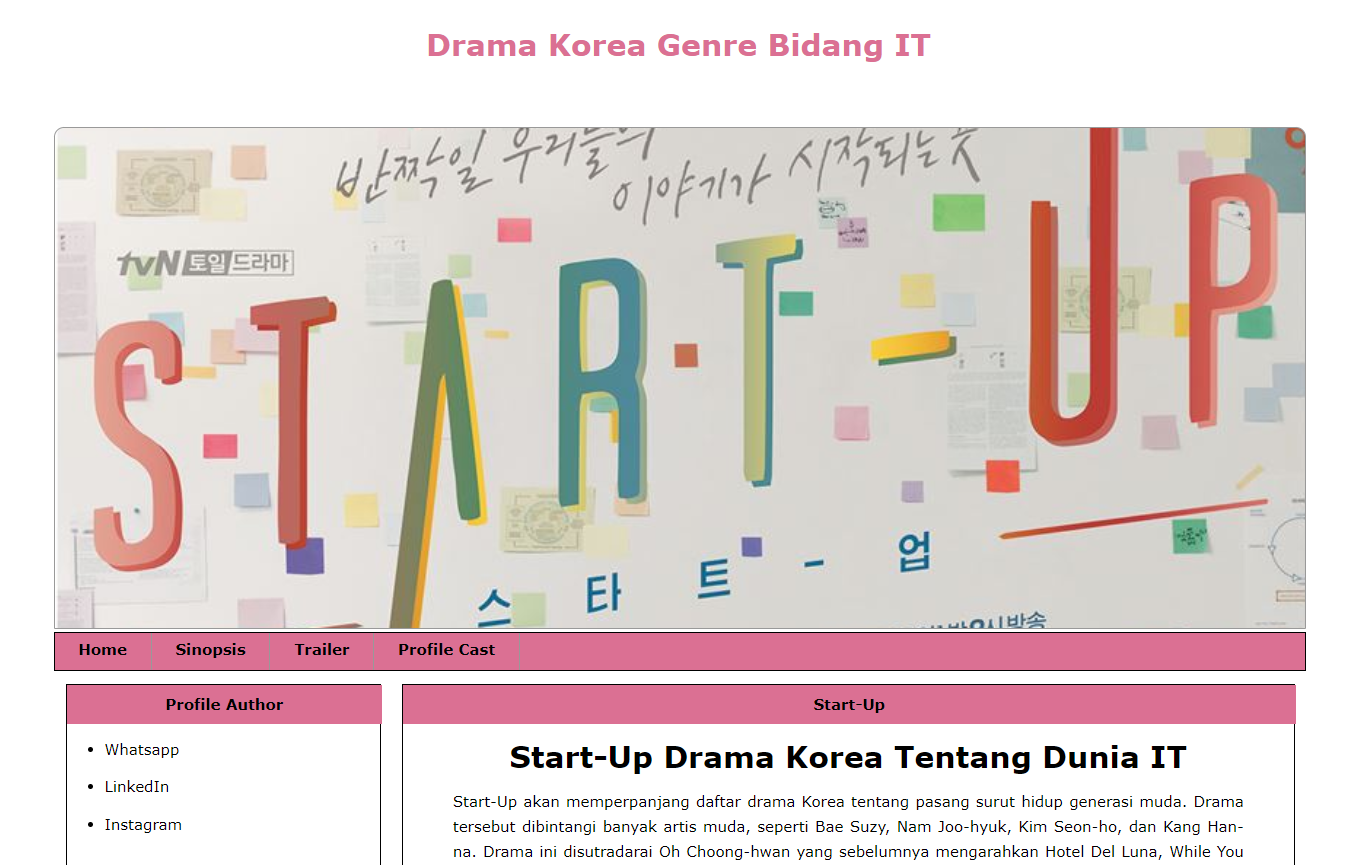 Drama Korea Genre Bidang IT
반짝일 우리들의
이야기가 시작되는 곳
tvN 토일드라마
START-UP
스타트-업
Home Sinopsis Trailer Profile Cast
Profile Author
Whatsapp
LinkedIn
Instagram
Start-Up
Start-Up Drama Korea Tentang Dunia IT
Start-Up akan memperpanjang daftar drama Korea tentang pasang surut hidup generasi muda. Drama
tersebut dibintangi banyak artis muda, seperti Bae Suzy, Nam Joo-hyuk, Kim Seon-ho, dan Kang Han-
na. Drama ini disutradarai Oh Choong-hwan yang sebelumnya mengarahkan Hotel Del Luna, While You